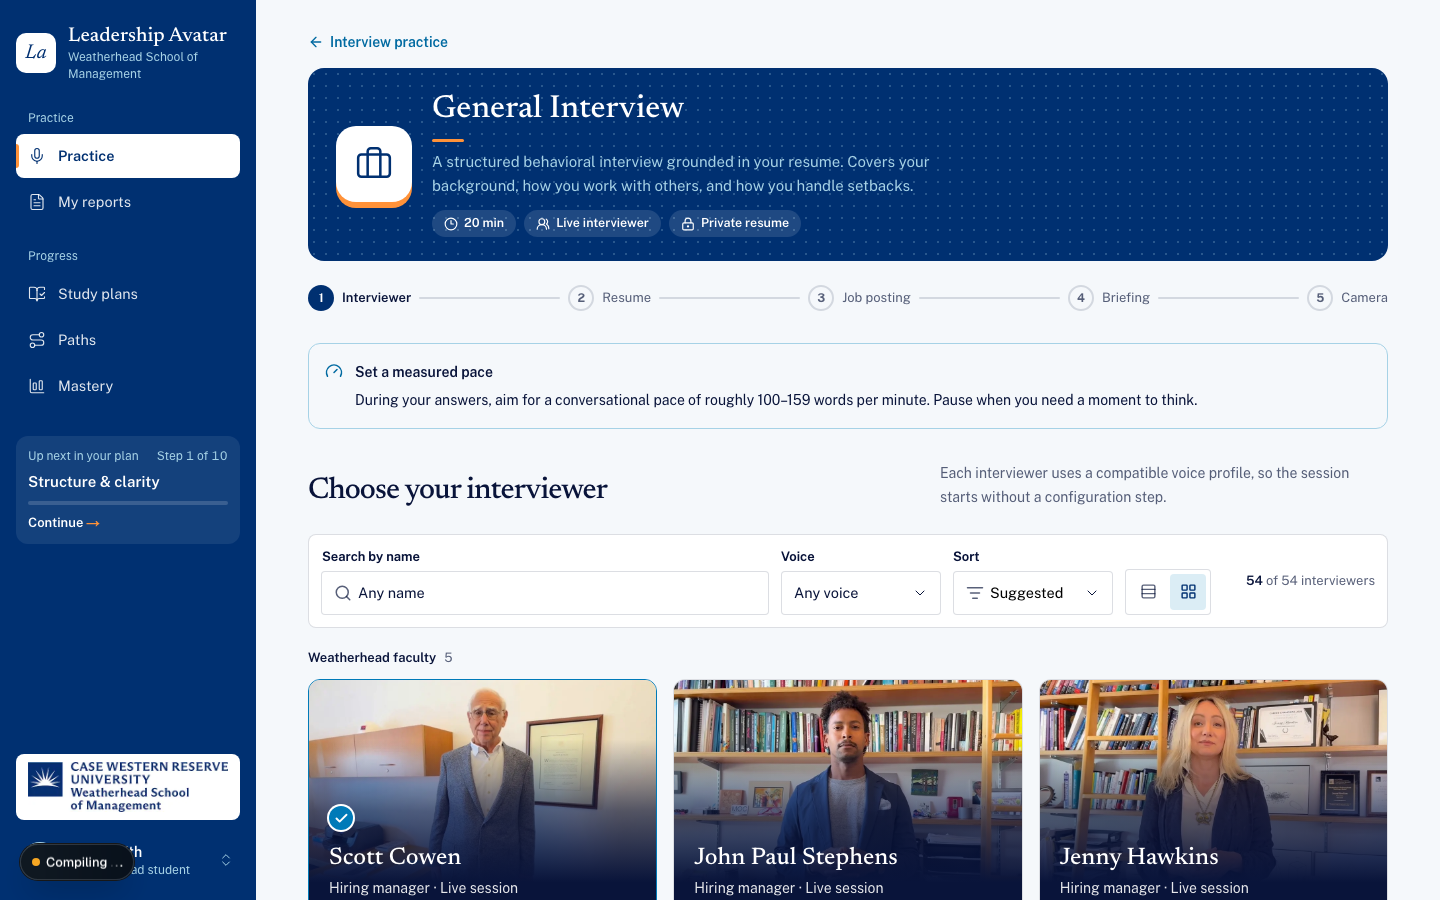 La
Leadership Avatar
Weatherhead School of
Management
Practice
Practice
My reports
Progress
Study plans
Paths
Mastery
Up next in your plan
Step 1 of 10
Structure & clarity
Continue →
CASE WESTERN RESERVE
UNIVERSITY
Weatherhead School
of Management
Compiling ...
th
ad student
← Interview practice
General Interview
A structured behavioral interview grounded in your resume. Covers your
background, how you work with others, and how you handle setbacks.
20 min
Live interviewer
Private resume
1 Interviewer
2 Resume
3 Job posting
4 Briefing
5 Camera
Set a measured pace
During your answers, aim for a conversational pace of roughly 100–159 words per minute. Pause when you need a moment to think.
Choose your interviewer
Each interviewer uses a compatible voice profile, so the session
starts without a configuration step.
Search by name
Any name
Voice
Any voice
Sort
Suggested
54 of 54 interviewers
Weatherhead faculty 5
Scott Cowen
Hiring manager · Live session
John Paul Stephens
Hiring manager · Live session
Jenny Hawkins
Hiring manager · Live session